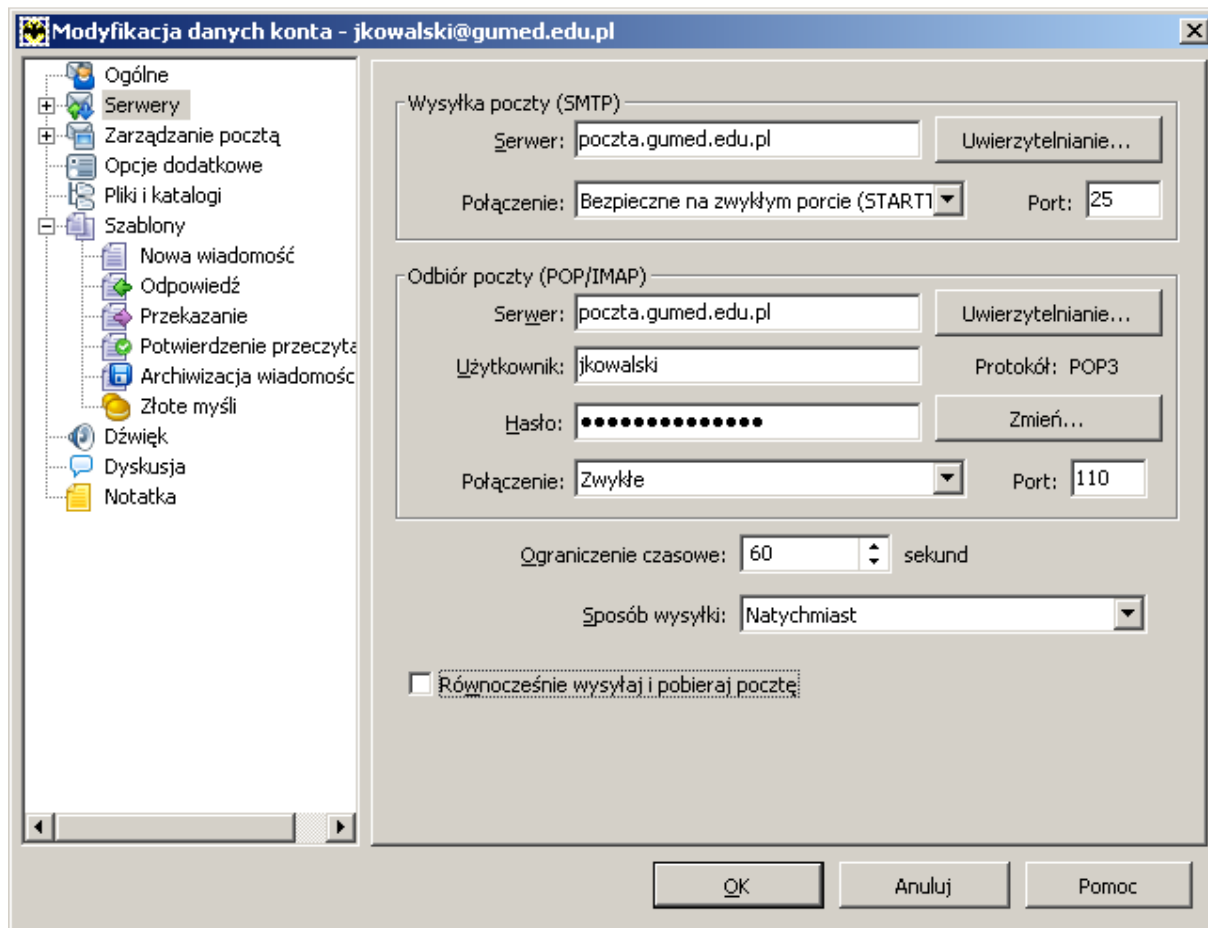 Modyfikacja danych konta - jkowalski@gumed.edu.pl
Ogólne
Serwery
Zarządzanie pocztą
Opcje dodatkowe
Pliki i katalogi
Szablony
Nowa wiadomość
Odpowiedź
Przekazanie
Potwierdzenie przeczyta
Archiwizacja wiadomośc
Złote myśli
Dźwięk
Dyskusja
Notatka
Wysyłka poczty (SMTP)
Serwer: poczta.gumed.edu.pl Uwierzytelnianie...
Połączenie: Bezpieczne na zwykłym porcie (STARTT Port: 25
Odbiór poczty (POP/IMAP)
Serwer: poczta.gumed.edu.pl Uwierzytelnianie...
Użytkownik: jkowalski Protokół: POP3
Hasło: ●●●●●●●●●●●●●● Zmień...
Połączenie: Zwykłe Port: 110
Ograniczenie czasowe: 60 sekund
Sposób wysyłki: Natychmiast
Równocześnie wysyłaj i pobieraj pocztę
OK Anuluj Pomoc